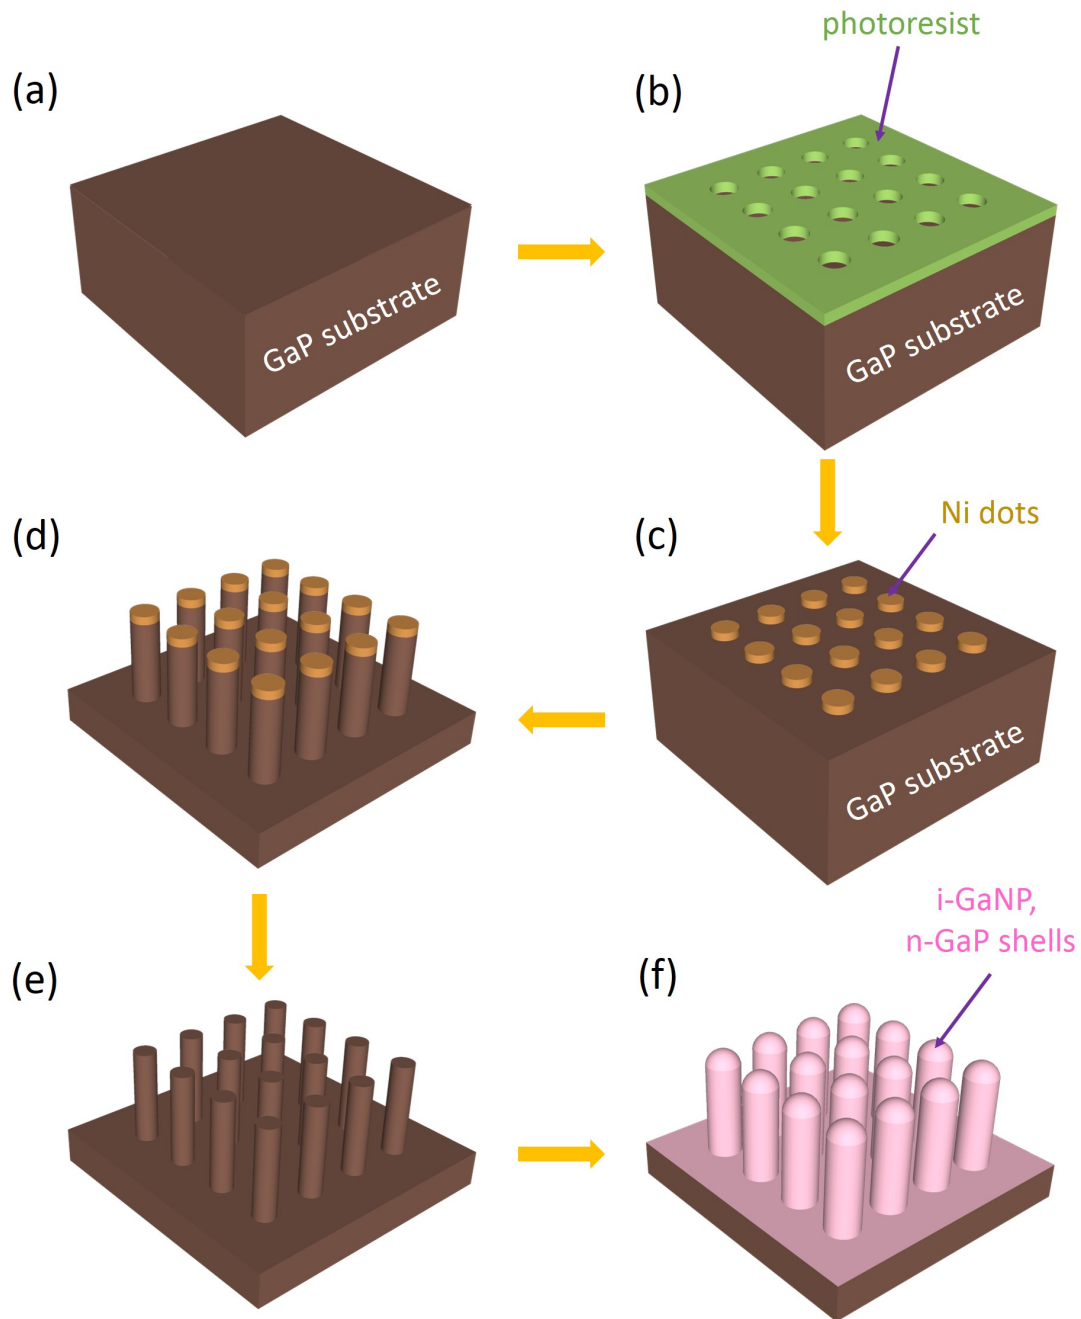 photoresist
(a)
(b)
GaP substrate
GaP substrate
(d)
(c)
Ni dots
GaP substrate
i-GaNP,
n-GaP shells
(e)
(f)